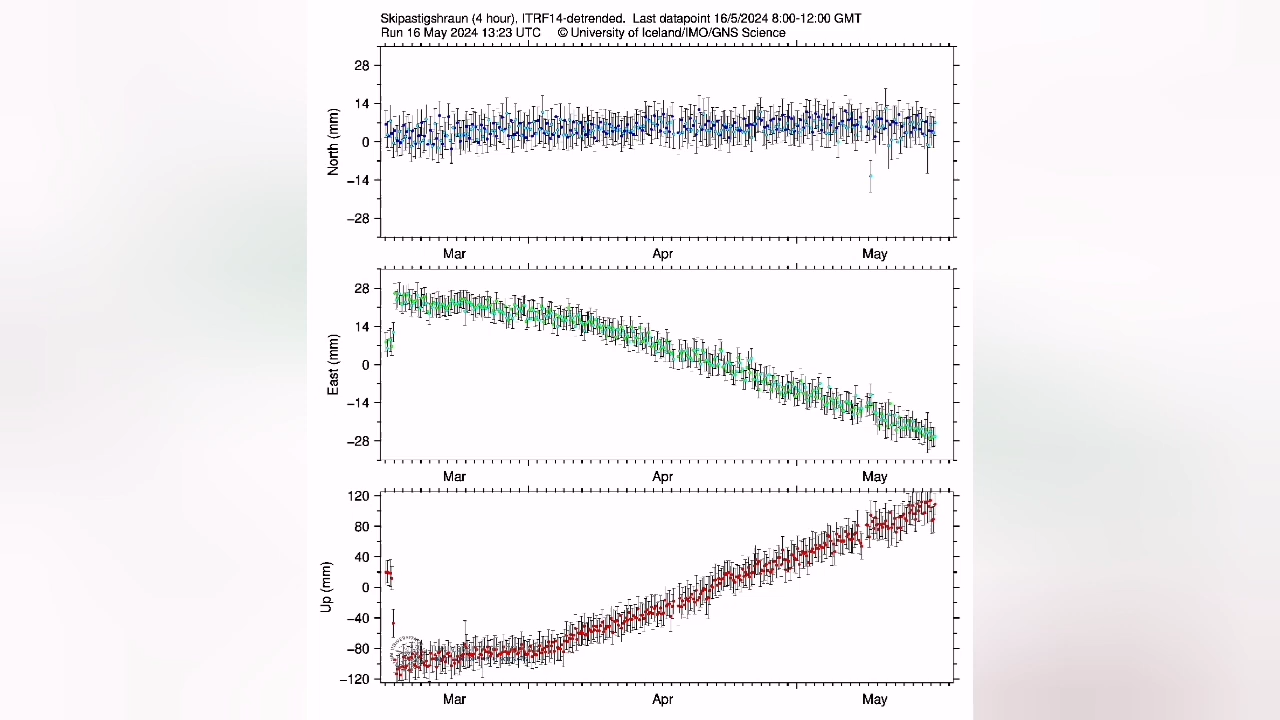 Skipastigshraun (4 hour), ITRF14-detrended. Last datapoint 16/5/2024 8:00-12:00 GMT
Run 16 May 2024 13:23 UTC © University of Iceland/IMO/GNS Science
North (mm)
28
14
0
−14
−28
Mar Apr May
East (mm)
28
14
0
−14
−28
Mar Apr May
Up (mm)
120
80
40
0
−40
−80
−120
Mar Apr May